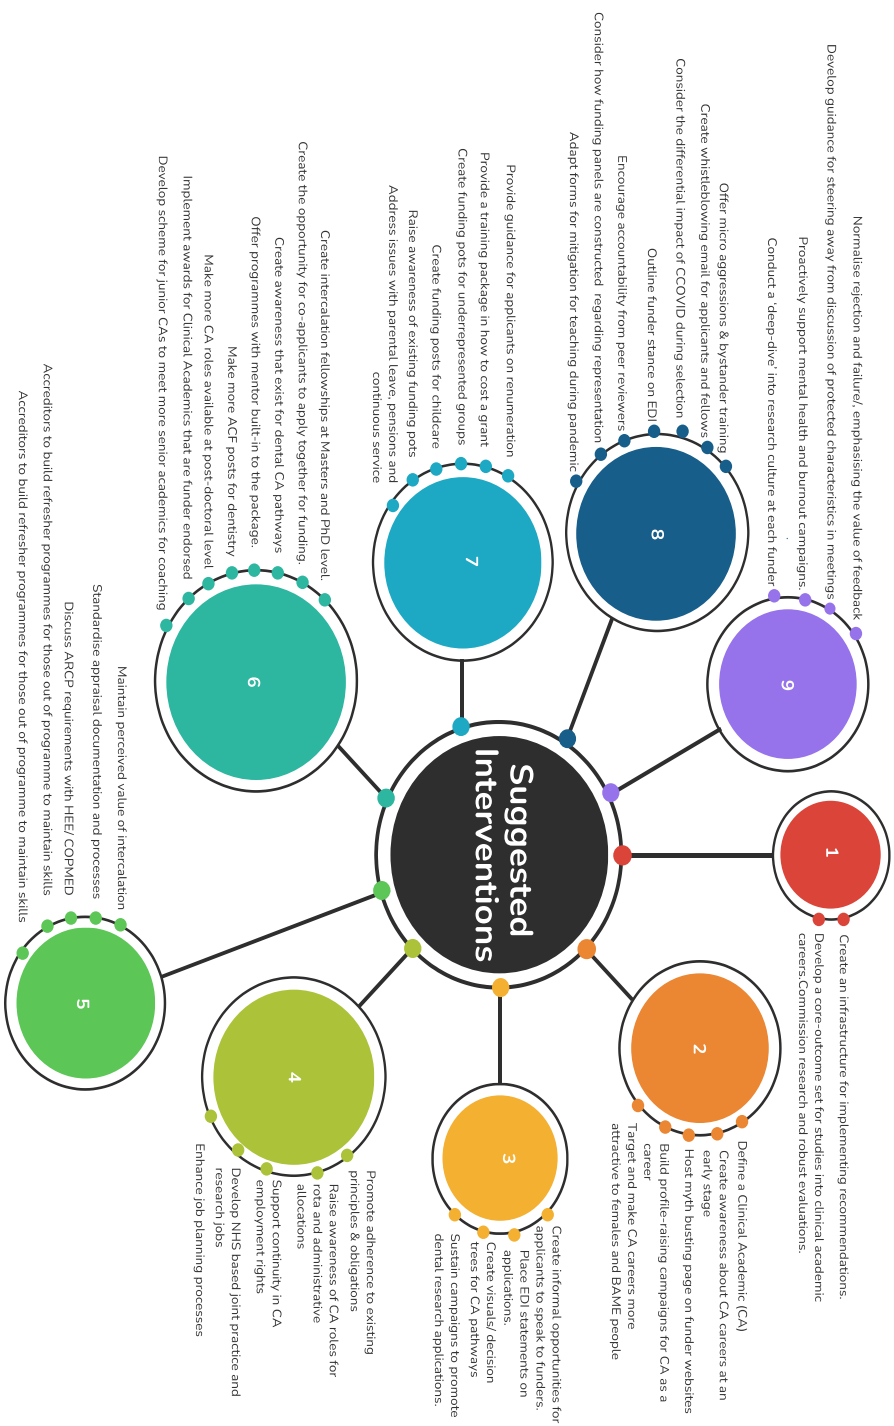 Suggested
Interventions
1
Create an infrastructure for implementing recommendations.
Develop a core-outcome set for studies into clinical academic
careers.Commission research and robust evaluations.
2
Define a Clinical Academic (CA)
Create awareness about CA careers at an
early stage
Host myth busting page on funder websites
Build profile-raising campaigns for CA as a
career
Target and make CA careers more
attractive to females and BAME people
3
Create informal opportunities for
applicants to speak to funders.
Place EDI statements on
applications.
Create visuals/ decision
trees for CA pathways
Sustain campaigns to promote
dental research applications.
4
Promote adherence to existing
principles & obligations
Raise awareness of CA roles for
rota and administrative
allocations
Support continuity in CA
employment rights
Develop NHS based joint practice and
research jobs
Enhance job planning processes
5
Maintain perceived value of intercalation
Standardise appraisal documentation and processes
Discuss ARCP requirements with HEE/ COPMED
Accreditors to build refresher programmes for those out of programme to maintain skills
Accreditors to build refresher programmes for those out of programme to maintain skills
6
Create intercalation fellowships at Masters and PhD level.
Create the opportunity for co-applicants to apply together for funding.
Create awareness that exist for dental CA pathways
Offer programmes with mentor built-in to the package.
Make more ACF posts for dentistry
Make more CA roles available at post-doctoral level
Implement awards for Clinical Academics that are funder endorsed
Develop scheme for junior CAs to meet more senior academics for coaching
7
Provide guidance for applicants on renumeration
Provide a training package in how to cost a grant
Create funding pots for underrepresented groups
Create funding posts for childcare
Raise awareness of existing funding pots
Address issues with parental leave, pensions and
continuous service
8
Offer micro aggressions & bystander training
Create whistleblowing email for applicants and fellows
Consider the differential impact of CCOVID during selection
Outline funder stance on EDI
Encourage accountability from peer reviewers
Consider how funding panels are constructed regarding representation
Adapt forms for mitigation for teaching during pandemic
9
Normalise rejection and failure/, emphasising the value of feedback
Develop guidance for steering away from discussion of protected characteristics in meetings
Proactively support mental health and burnout campaigns.
.
Conduct a 'deep-dive' into research culture at each funder